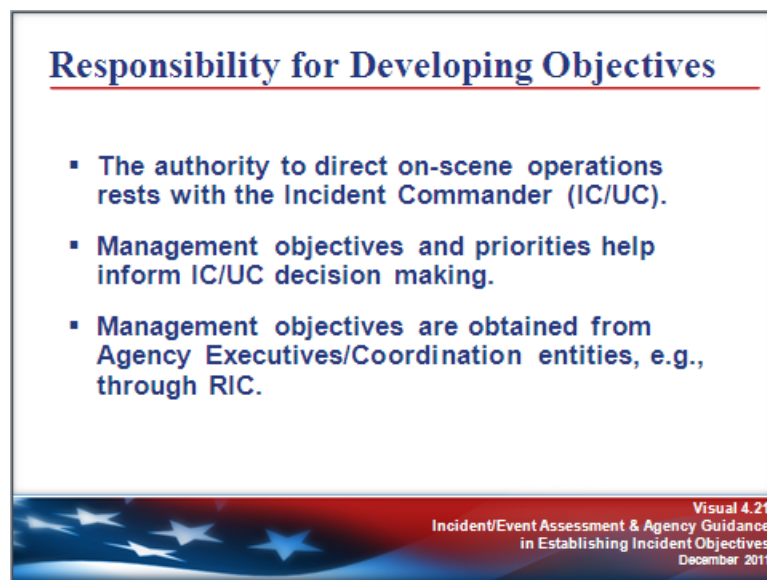 Responsibility for Developing Objectives
▪ The authority to direct on-scene operations
rests with the Incident Commander (IC/UC).
▪ Management objectives and priorities help
inform IC/UC decision making.
▪ Management objectives are obtained from
Agency Executives/Coordination entities, e.g.,
through RIC.
Visual 4.21
Incident/Event Assessment & Agency Guidance
in Establishing Incident Objectives
December 2011